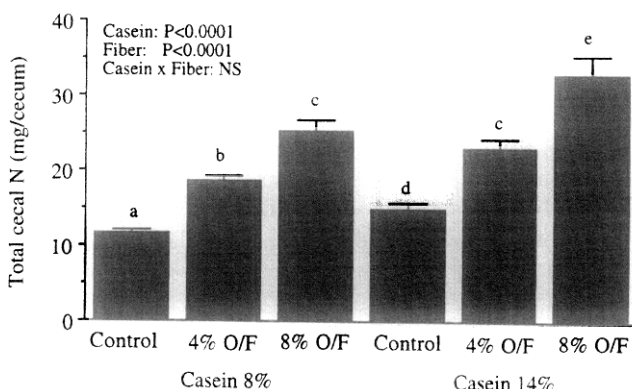 Total cecal N (mg/cecum)
40
30
20
10
0
Casein: P<0.0001
Fiber: P<0.0001
Casein x Fiber: NS
a
b
c
d
c
e
Control 4% O/F 8% O/F Control 4% O/F 8% O/F
Casein 8% Casein 14%